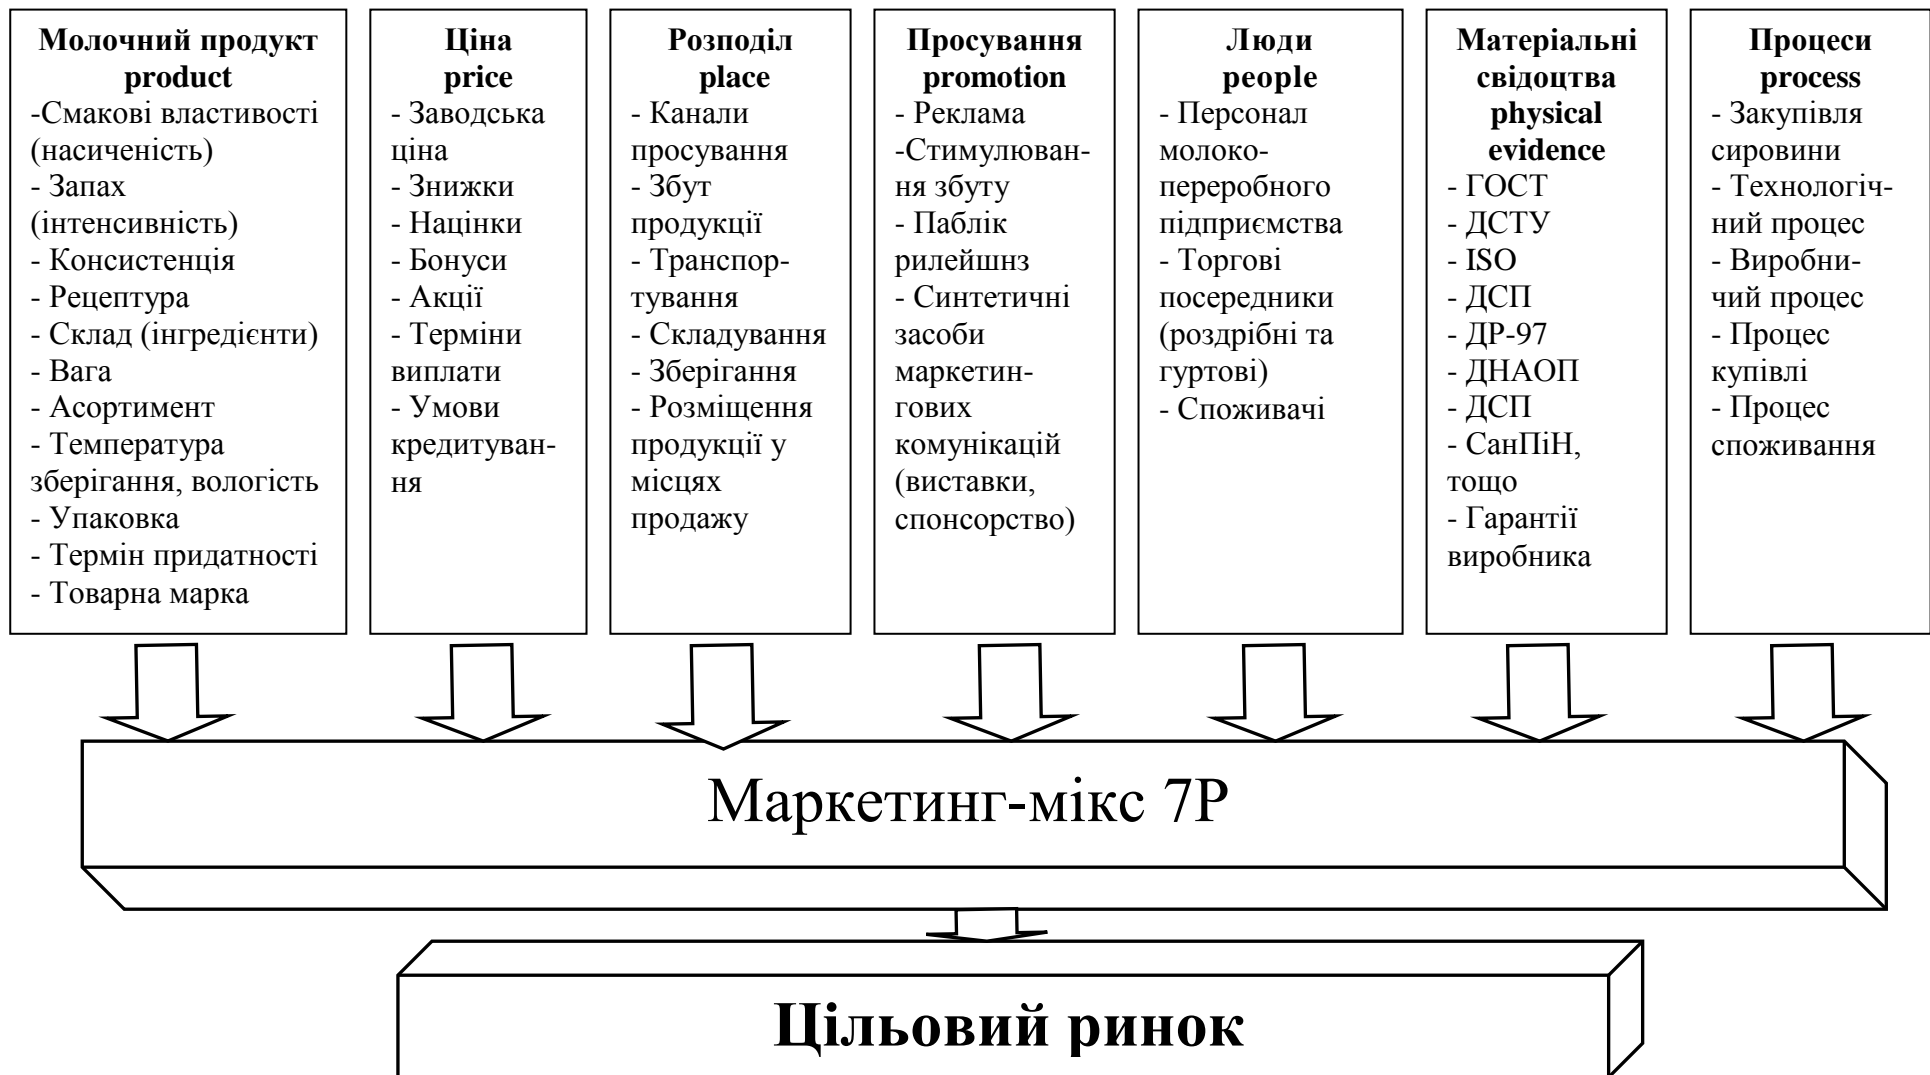 Молочний продукт
product
-Смакові властивості
(насиченість)
- Запах
(інтенсивність)
- Консистенція
- Рецептура
- Склад (інгредієнти)
- Вага
- Асортимент
- Температура
зберігання, вологість
- Упаковка
- Термін придатності
- Товарна марка
Ціна
price
- Заводська
ціна
- Знижки
- Націнки
- Бонуси
- Акції
- Терміни
виплати
- Умови
кредитуван-
ня
Розподіл
place
- Канали
просування
- Збут
продукції
- Транспор-
тування
- Складування
- Зберігання
- Розміщення
продукції у
місцях
продажу
Просування
promotion
- Реклама
-Стимулюван-
ня збуту
- Паблік
рилейшнз
- Синтетичні
засоби
маркетин-
гових
комунікацій
(виставки,
спонсорство)
Люди
people
- Персонал
молоко-
переробного
підприємства
- Торгові
посередники
(роздрібні та
гуртові)
- Споживачі
Матеріальні
свідоцтва
physical
evidence
- ГОСТ
- ДСТУ
- ISO
- ДСП
- ДР-97
- ДНАОП
- ДСП
- СанПіН,
тощо
- Гарантії
виробника
Процеси
process
- Закупівля
сировини
- Технологіч-
ний процес
- Виробни-
чий процес
- Процес
купівлі
- Процес
споживання
Маркетинг-мікс 7Р
Цільовий ринок